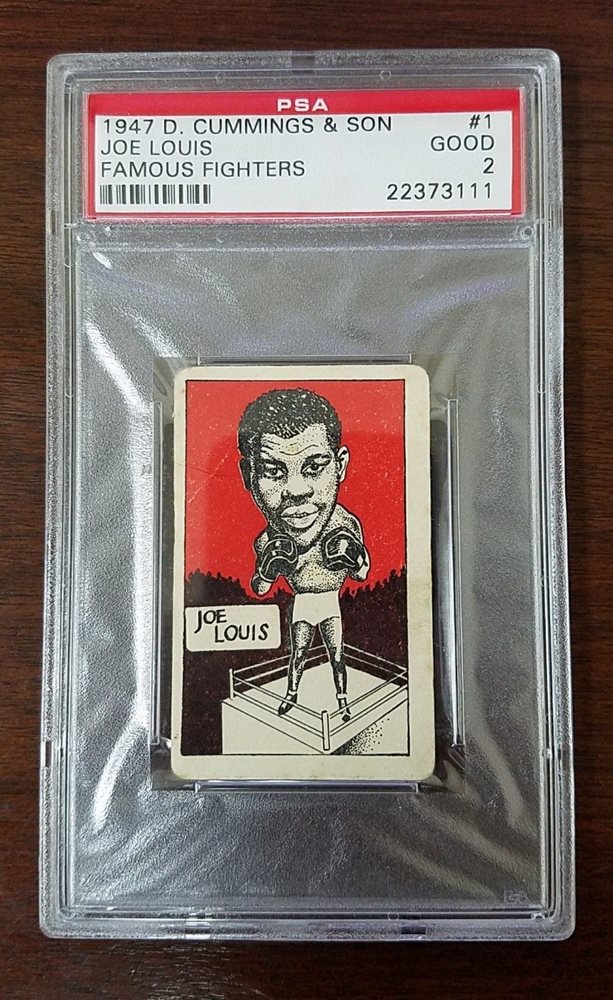 PSA
1947 D. CUMMINGS & SON #1
JOE LOUIS GOOD
FAMOUS FIGHTERS 2
22373111
JOE
LOUIS